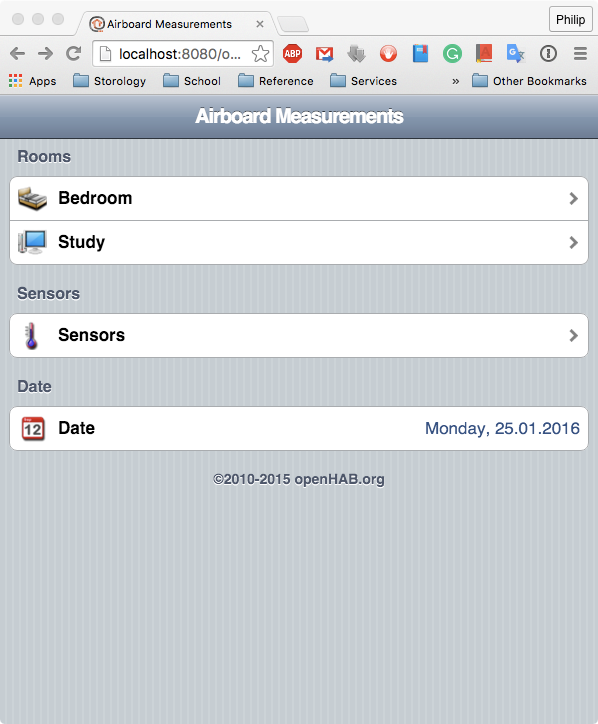 Airboard Measurements
Philip
localhost:8080/o...
ABP
Apps Storology School Reference Services » Other Bookmarks
Airboard Measurements
Rooms
Bedroom
Study
Sensors
Sensors
Date
12 Date Monday, 25.01.2016
©2010-2015 openHAB.org